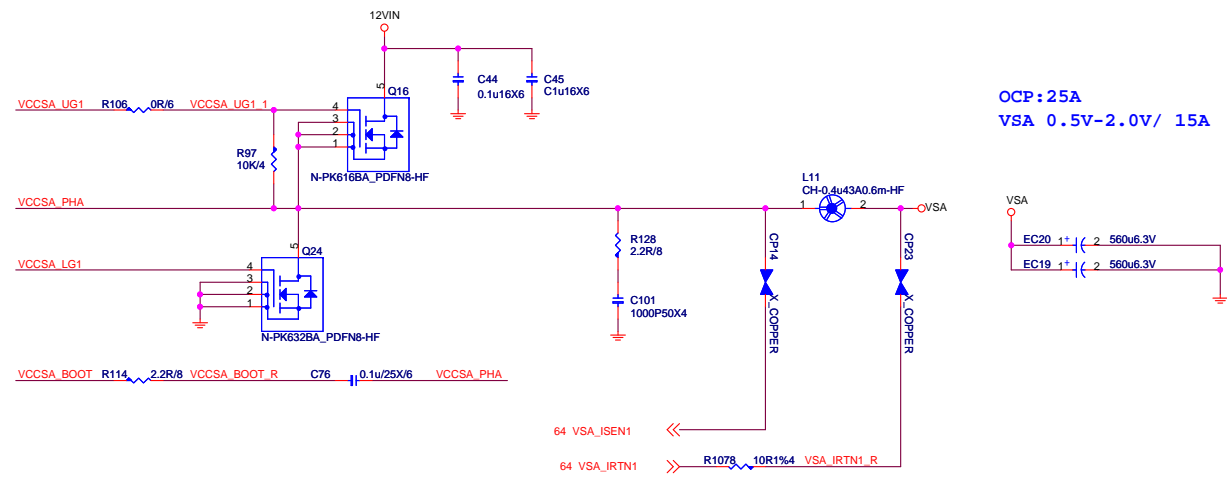 12VIN
C44
0.1u16X6
C45
C1u16X6
OCP:25A
VSA 0.5V-2.0V/ 15A
5
Q16
VCCSA_UG1
R106
0R/6
VCCSA_UG1_1
4
3
2
1
R97
10K/4
N-PK616BA_PDFN8-HF
L11
CH-0.4u43A0.6m-HF
VCCSA_PHA
1
2
VSA
VSA
5
Q24
R128
2.2R/8
CP14
CP23
EC20
1
+
2
560u6.3V
EC19
1
+
2
560u6.3V
VCCSA_LG1
4
3
2
1
C101
1000P50X4
X_COPPER
X_COPPER
N-PK632BA_PDFN8-HF
VCCSA_BOOT
R114
2.2R/8
VCCSA_BOOT_R
C76
0.1u/25X/6
VCCSA_PHA
64 VSA_ISEN1
64 VSA_IRTN1
R1078
10R1%4
VSA_IRTN1_R